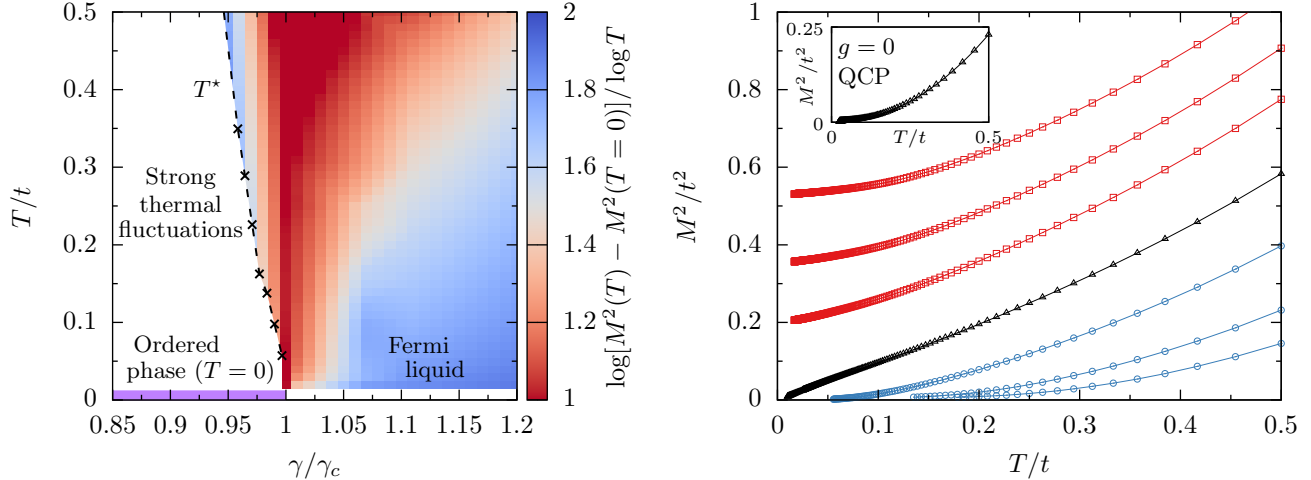 0.5
0.4
0.3
0.2
0.1
0
T/t
T⋆
Strong
thermal
fluctuations
Ordered
phase (T = 0)
Fermi
liquid
0.85
0.9
0.95
1
1.05
1.1
1.15
1.2
γ/γc
2
1.8
1.6
1.4
1.2
1
log[M²(T) − M²(T = 0)]/ log T
1
0.8
0.6
0.4
0.2
0
M²/t²
0.25
0
M²/t²
g = 0
QCP
0
T/t
0.5
0
0.1
0.2
0.3
0.4
0.5
T/t